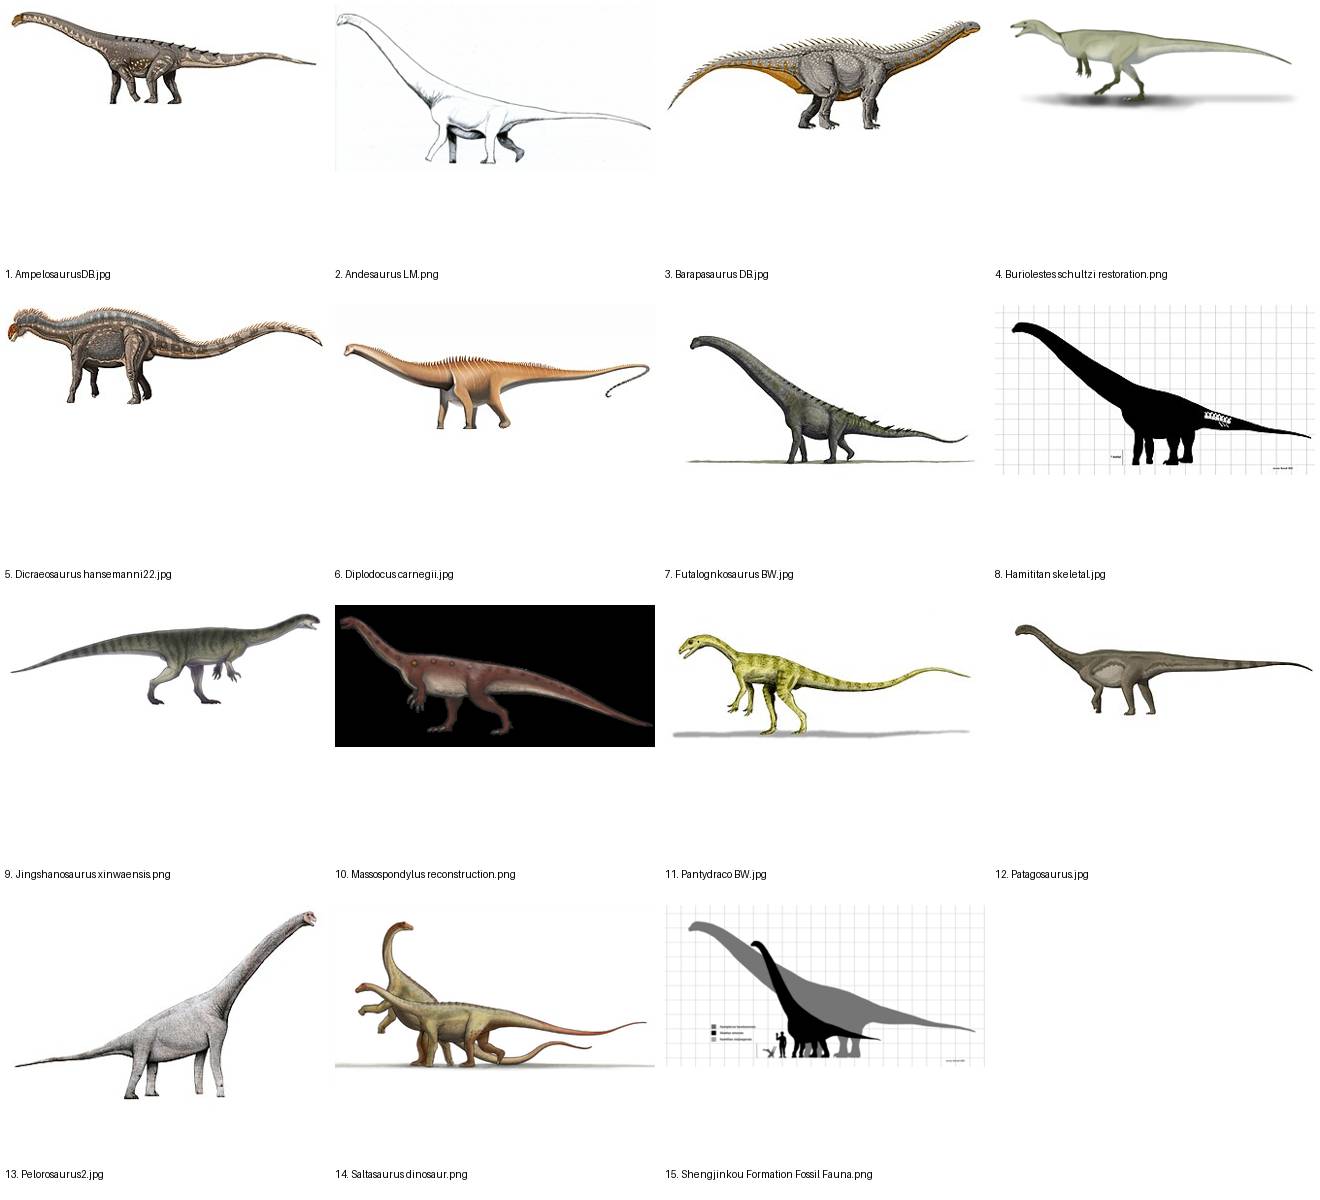 1. AmpelosaurusDB.jpg
2. Andesaurus LM.png
3. Barapasaurus DB.jpg
4. Buriolestes schultzi restoration.png
5. Dicraeosaurus hansemanni22.jpg
6. Diplodocus carnegii.jpg
7. Futalognkosaurus BW.jpg
8. Hamititan skeletal.jpg
9. Jingshanosaurus xinwaensis.png
10. Massospondylus reconstruction.png
11. Pantydraco BW.jpg
12. Patagosaurus.jpg
13. Pelorosaurus2.jpg
14. Saltasaurus dinosaur.png
15. Shengjinkou Formation Fossil Fauna.png